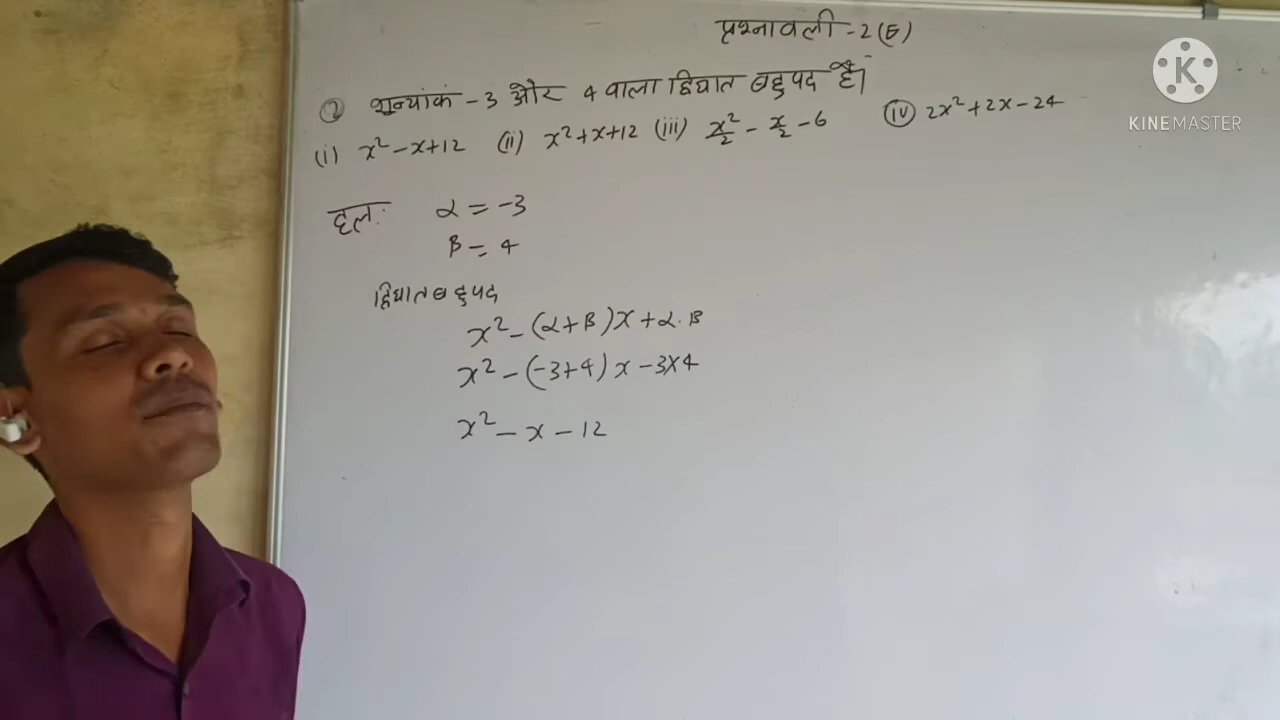 प्रश्नावली-2(E)
K
KINEMASTER
② शून्यांक -3 और 4 वाला द्विघात बहुपद है।
(i) x² - x + 12 (ii) x² + x + 12 (iii) x²/2 - x/2 - 6 (iv) 2x² + 2x - 24
हल: α = -3
β = 4
द्विघात बहुपद
x² - (α + β)x + α.β
x² - (-3+4)x - 3×4
x² - x - 12